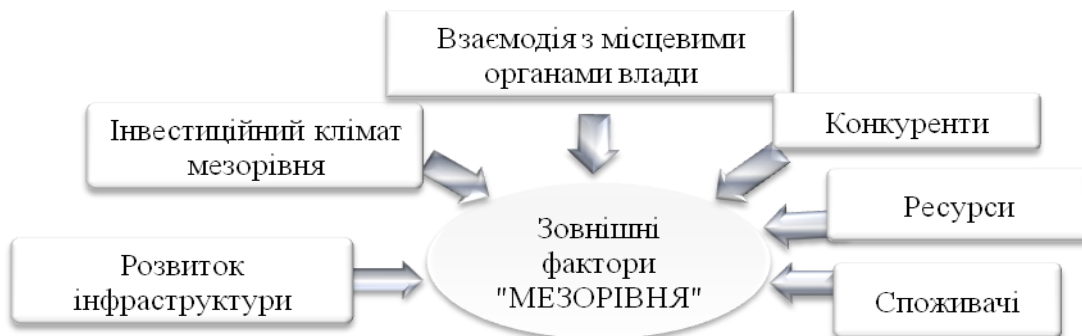 Взаємодія з місцевими
органами влади
Інвестиційний клімат
мезорівня
Конкуренти
Ресурси
Зовнішні
фактори
"МЕЗОРІВНЯ"
Розвиток
інфраструктури
Споживачі